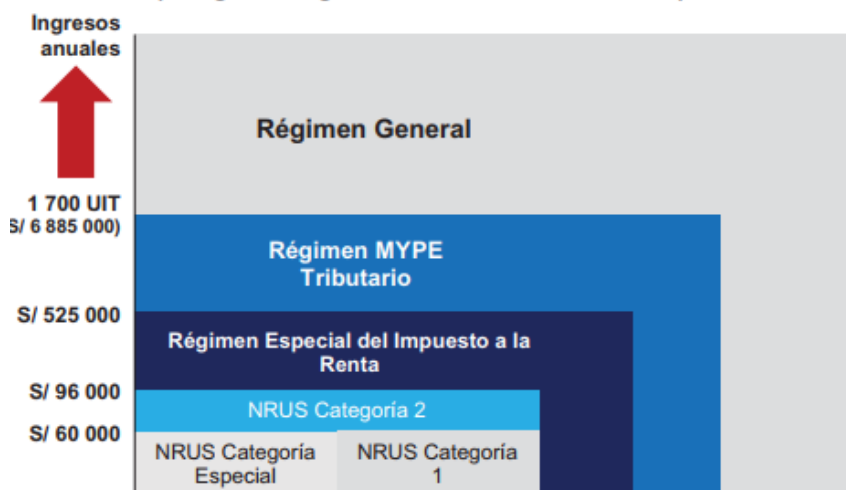 Ingresos
anuales
Régimen General
1 700 UIT
S/ 6 885 000)
Régimen MYPE
Tributario
S/ 525 000
Régimen Especial del Impuesto a la
Renta
S/ 96 000
NRUS Categoría 2
S/ 60 000
NRUS Categoría
Especial
NRUS Categoría
1